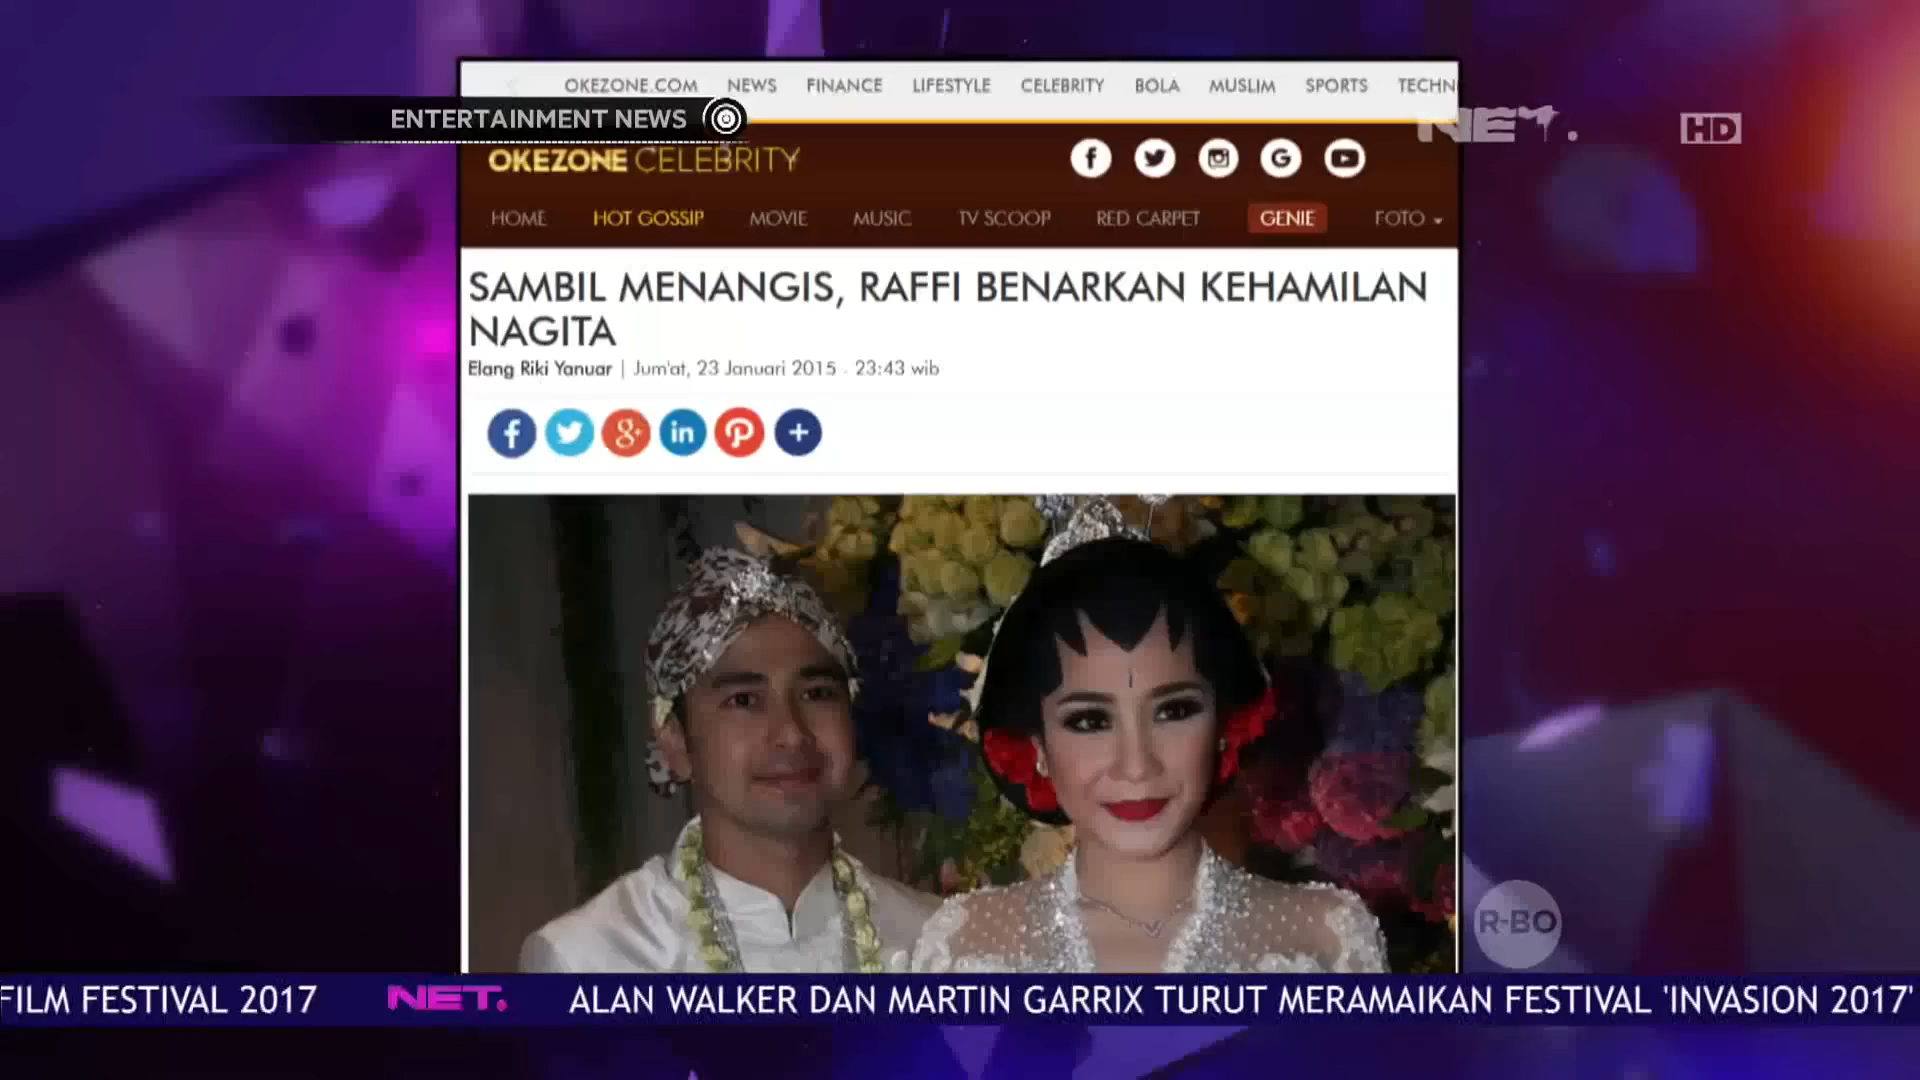 OKEZONE.COM NEWS FINANCE LIFESTYLE CELEBRITY BOLA MUSLIM SPORTS TECHN
ENTERTAINMENT NEWS
NET.
HD
OKEZONE CELEBRITY
HOME HOT GOSSIP MOVIE MUSIC TV SCOOP RED CARPET GENIE FOTO
SAMBIL MENANGIS, RAFFI BENARKAN KEHAMILAN
NAGITA
Elang Riki Yanuar | Jum'at, 23 Januari 2015 - 23:43 wib
R-BO
FILM FESTIVAL 2017 NET. ALAN WALKER DAN MARTIN GARRIX TURUT MERAMAIKAN FESTIVAL 'INVASION 2017'